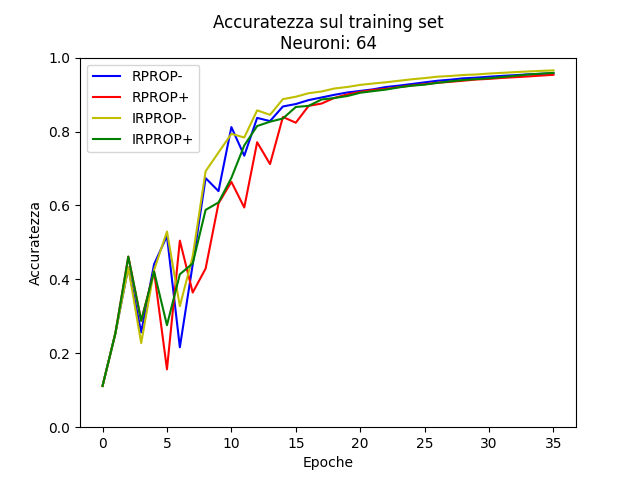 Accuratezza sul training set
Neuroni: 64
1.0
0.8
0.6
0.4
0.2
0.0
Accuratezza
RPROP-
RPROP+
IRPROP-
IRPROP+
0 5 10 15 20 25 30 35
Epoche